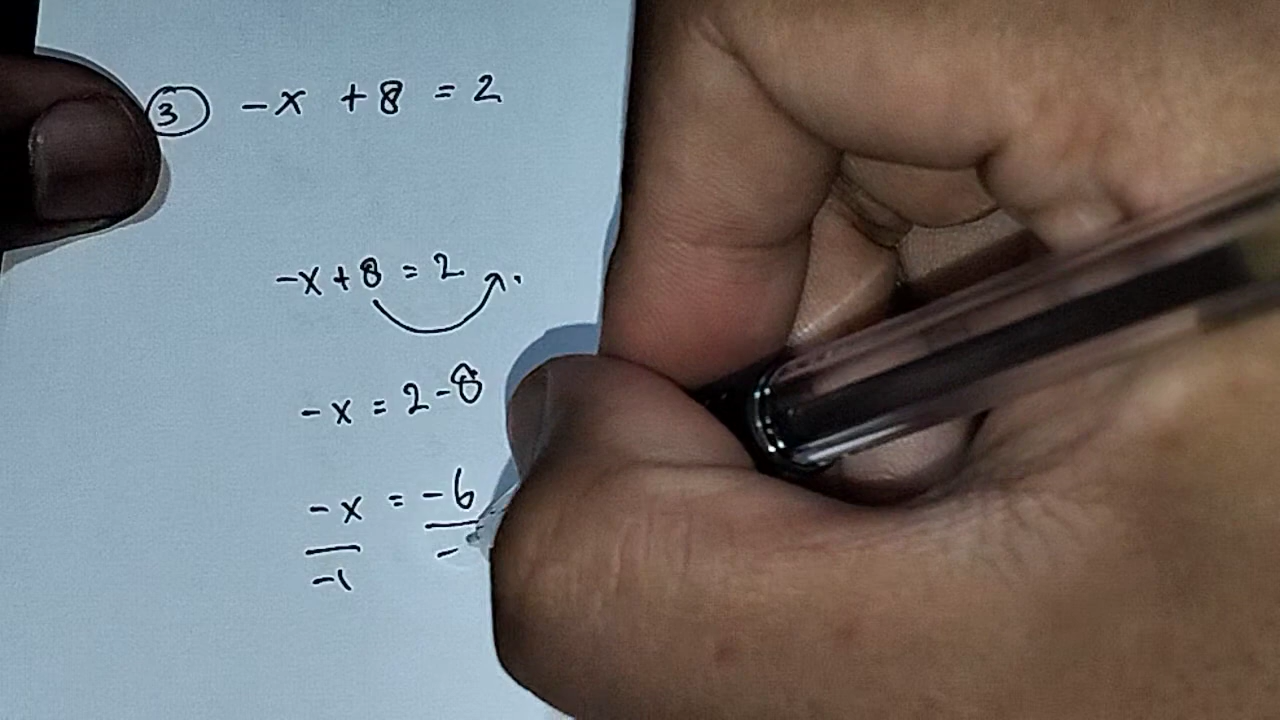 ③ -x + 8 = 2
-x + 8 = 2
-x = 2 - 8
-x = -6
-1 -